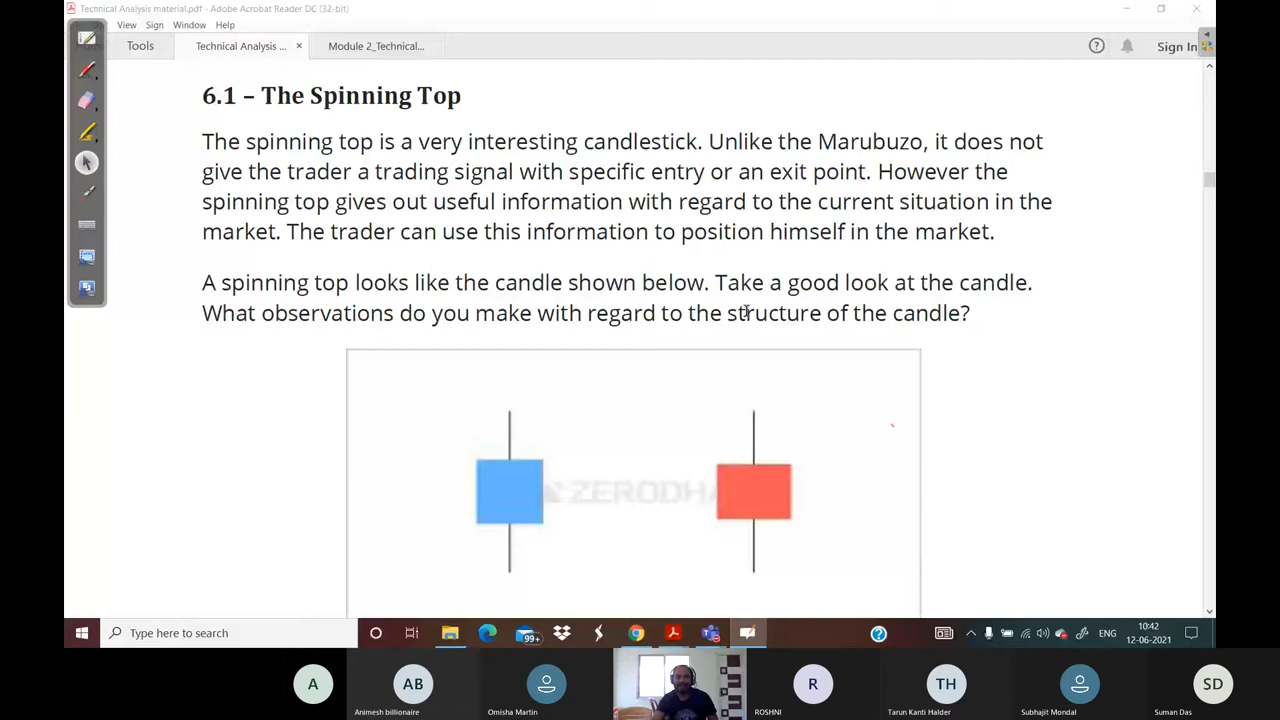 Technical Analysis material.pdf - Adobe Acrobat Reader DC (32-bit)
View Sign Window Help
Tools
Technical Analysis ... ×
Module 2_Technical...
Sign In
6.1 – The Spinning Top
The spinning top is a very interesting candlestick. Unlike the Marubuzo, it does not
give the trader a trading signal with specific entry or an exit point. However the
spinning top gives out useful information with regard to the current situation in the
market. The trader can use this information to position himself in the market.
A spinning top looks like the candle shown below. Take a good look at the candle.
What observations do you make with regard to the structure of the candle?
ZERODHA
Type here to search
99+
ENG
10:42
12-06-2021
A
AB
R
TH
SD
Animesh billionaire
Omisha Martin
ROSHNI
Tarun Kanti Halder
Subhajit Mondal
Suman Das